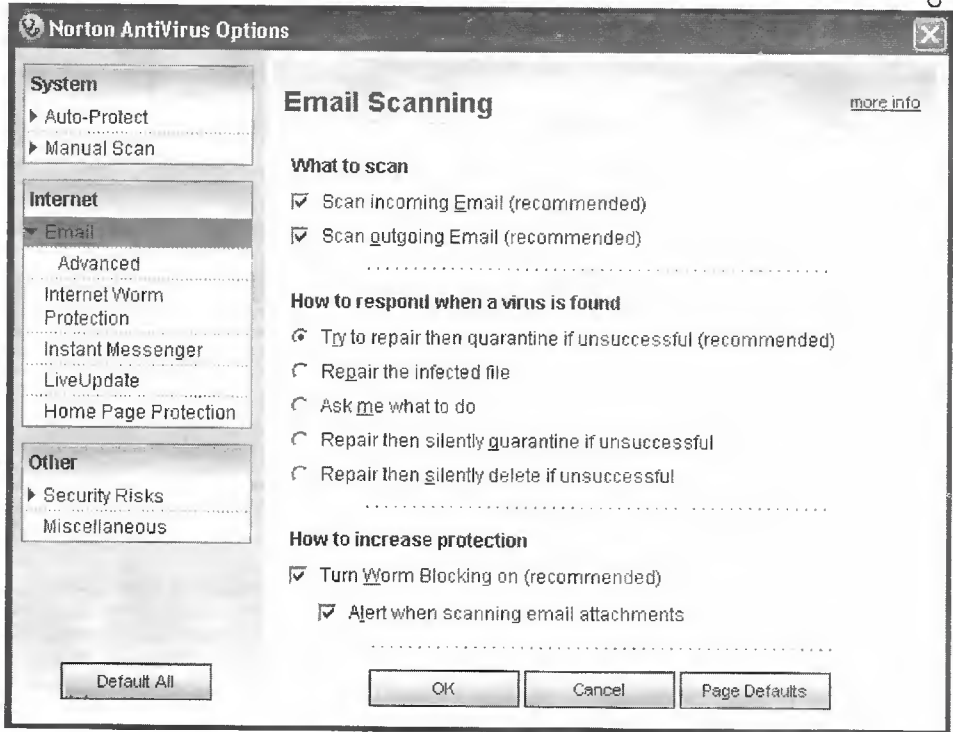 Norton AntiVirus Options
System
Auto-Protect
Manual Scan
Internet
Email
Advanced
Internet Worm
Protection
Instant Messenger
LiveUpdate
Home Page Protection
Other
Security Risks
Miscellaneous
Default All
Email Scanning
more info
What to scan
Scan incoming Email (recommended)
Scan outgoing Email (recommended)
How to respond when a virus is found
Try to repair then quarantine if unsuccessful (recommended)
Repair the infected file
Ask me what to do
Repair then silently quarantine if unsuccessful
Repair then silently delete if unsuccessful
How to increase protection
Turn Worm Blocking on (recommended)
Alert when scanning email attachments
OK
Cancel
Page Defaults